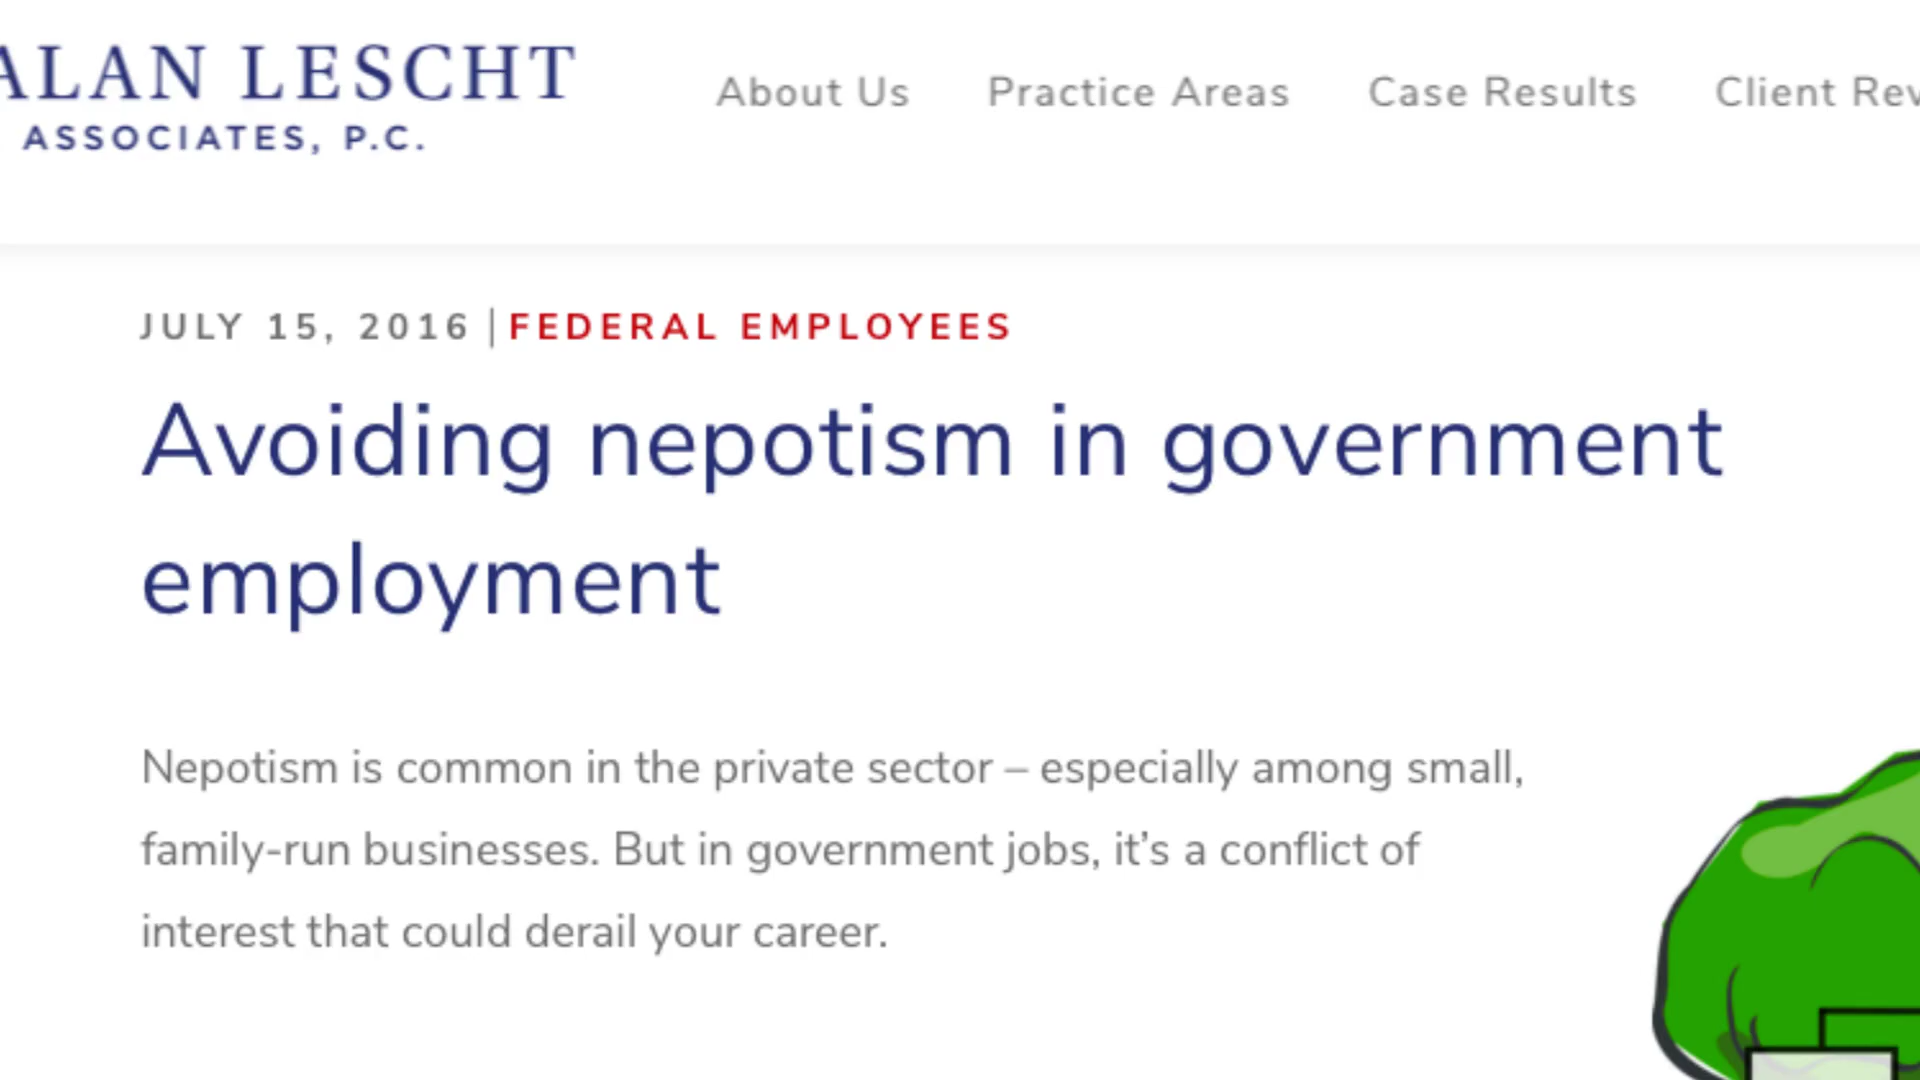 ALAN LESCHT
ASSOCIATES, P.C.
About Us Practice Areas Case Results Client Rev
JULY 15, 2016 | FEDERAL EMPLOYEES
Avoiding nepotism in government
employment
Nepotism is common in the private sector – especially among small,
family-run businesses. But in government jobs, it’s a conflict of
interest that could derail your career.